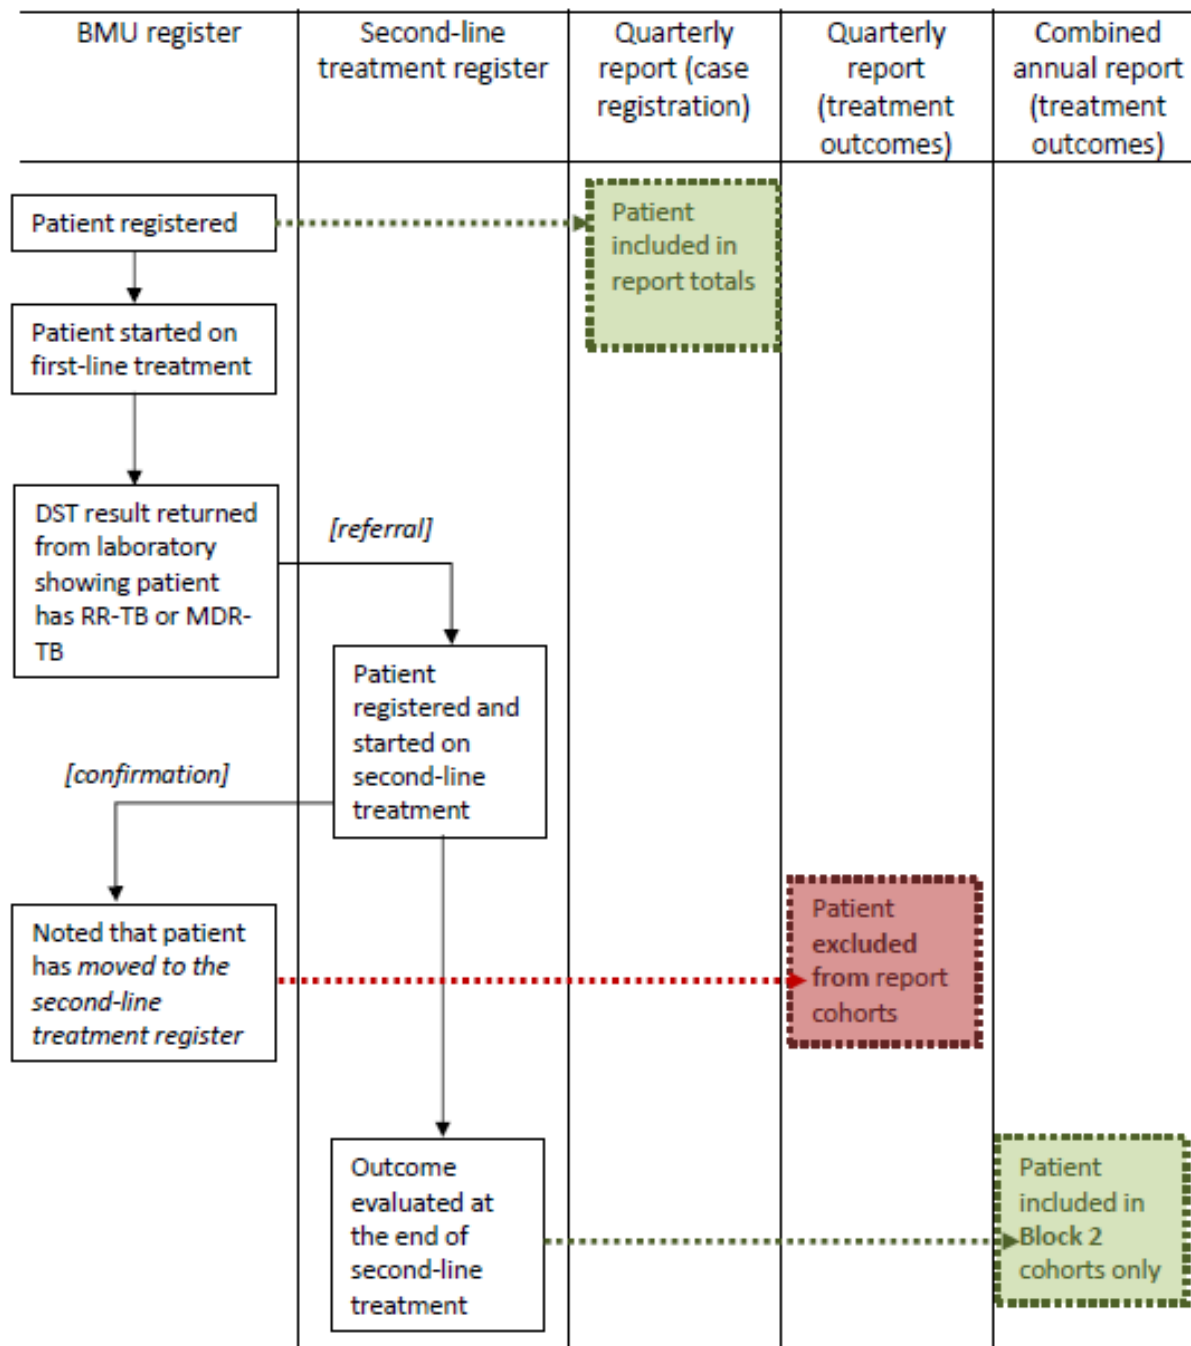 BMU register
Second-line
treatment register
Quarterly
report (case
registration)
Quarterly
report
(treatment
outcomes)
Combined
annual report
(treatment
outcomes)
Patient registered
Patient
included in
report totals
Patient started on
first-line treatment
DST result returned
from laboratory
showing patient
has RR-TB or MDR-
TB
[referral]
Patient
registered and
started on
second-line
treatment
[confirmation]
Noted that patient
has moved to the
second-line
treatment register
Patient
excluded
from report
cohorts
Outcome
evaluated at
the end of
second-line
treatment
Patient
included in
Block 2
cohorts only